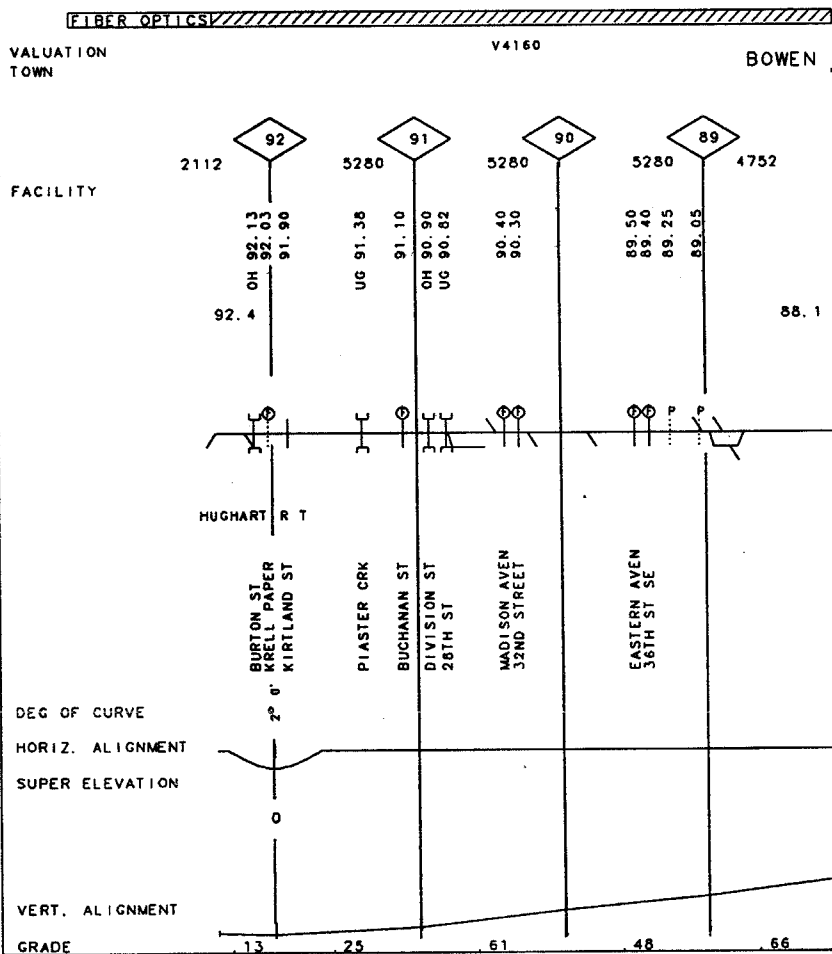 FIBER OPTICS
VALUATION V4160
TOWN BOWEN
92 91 90 89
2112 5280 5280 5280 4752
FACILITY
OH 92.13
92.03
91.90
UG 91.38
91.10
OH 90.90
UG 90.82
90.40
90.30
89.50
89.40
89.25
89.05
92.4 88.1
P P P P P P P P
HUGHART R T
BURTON ST
KRELL PAPER
KIRTLAND ST
PLASTER CRK
BUCHANAN ST
DIVISION ST
28TH ST
MADISON AVEN
32ND STREET
EASTERN AVEN
36TH ST SE
DEG OF CURVE 2° 0'
HORIZ. ALIGNMENT
SUPER ELEVATION
0
VERT. ALIGNMENT
GRADE .13 .25 .61 .48 .66